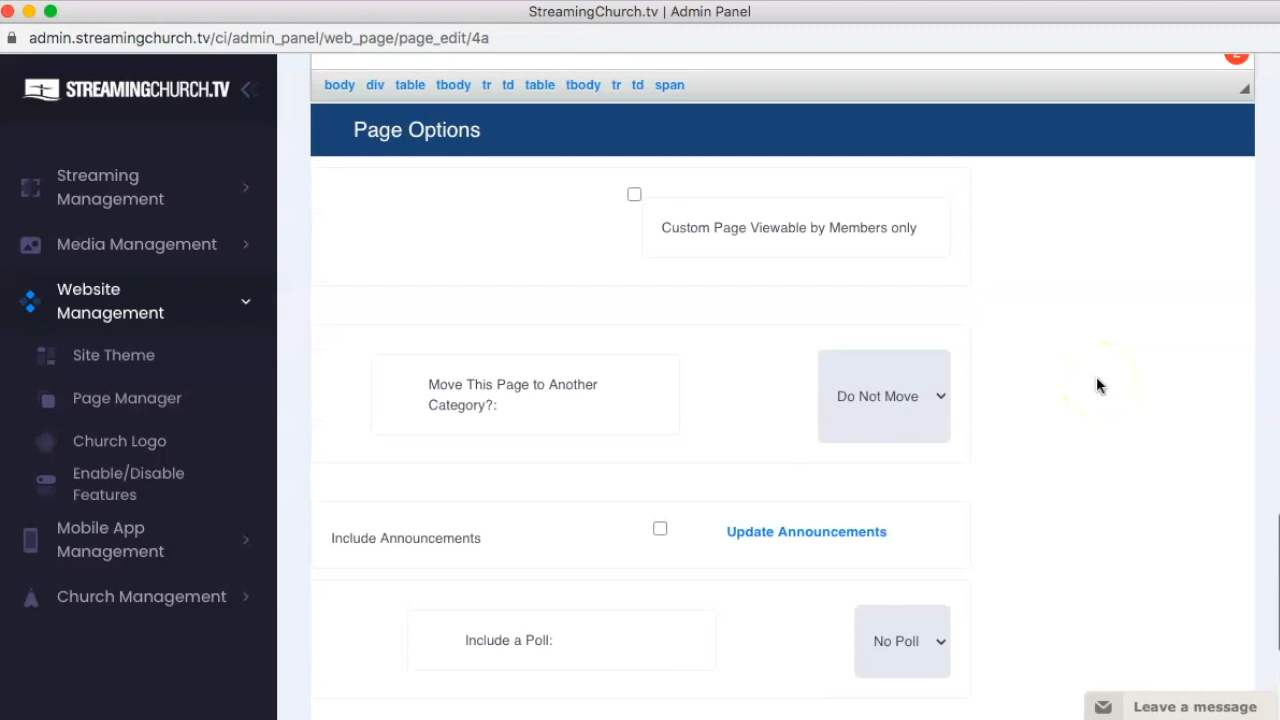 StreamingChurch.tv | Admin Panel
admin.streamingchurch.tv/ci/admin_panel/web_page/page_edit/4a
STREAMINGCHURCH.TV
2
body div table tbody tr td table tbody tr td span
Page Options
Streaming
Management
Media Management
Website
Management
Site Theme
Page Manager
Church Logo
Enable/Disable
Features
Mobile App
Management
Church Management
Custom Page Viewable by Members only
Move This Page to Another
Category?:
Do Not Move
Include Announcements
Update Announcements
Include a Poll:
No Poll
Leave a message